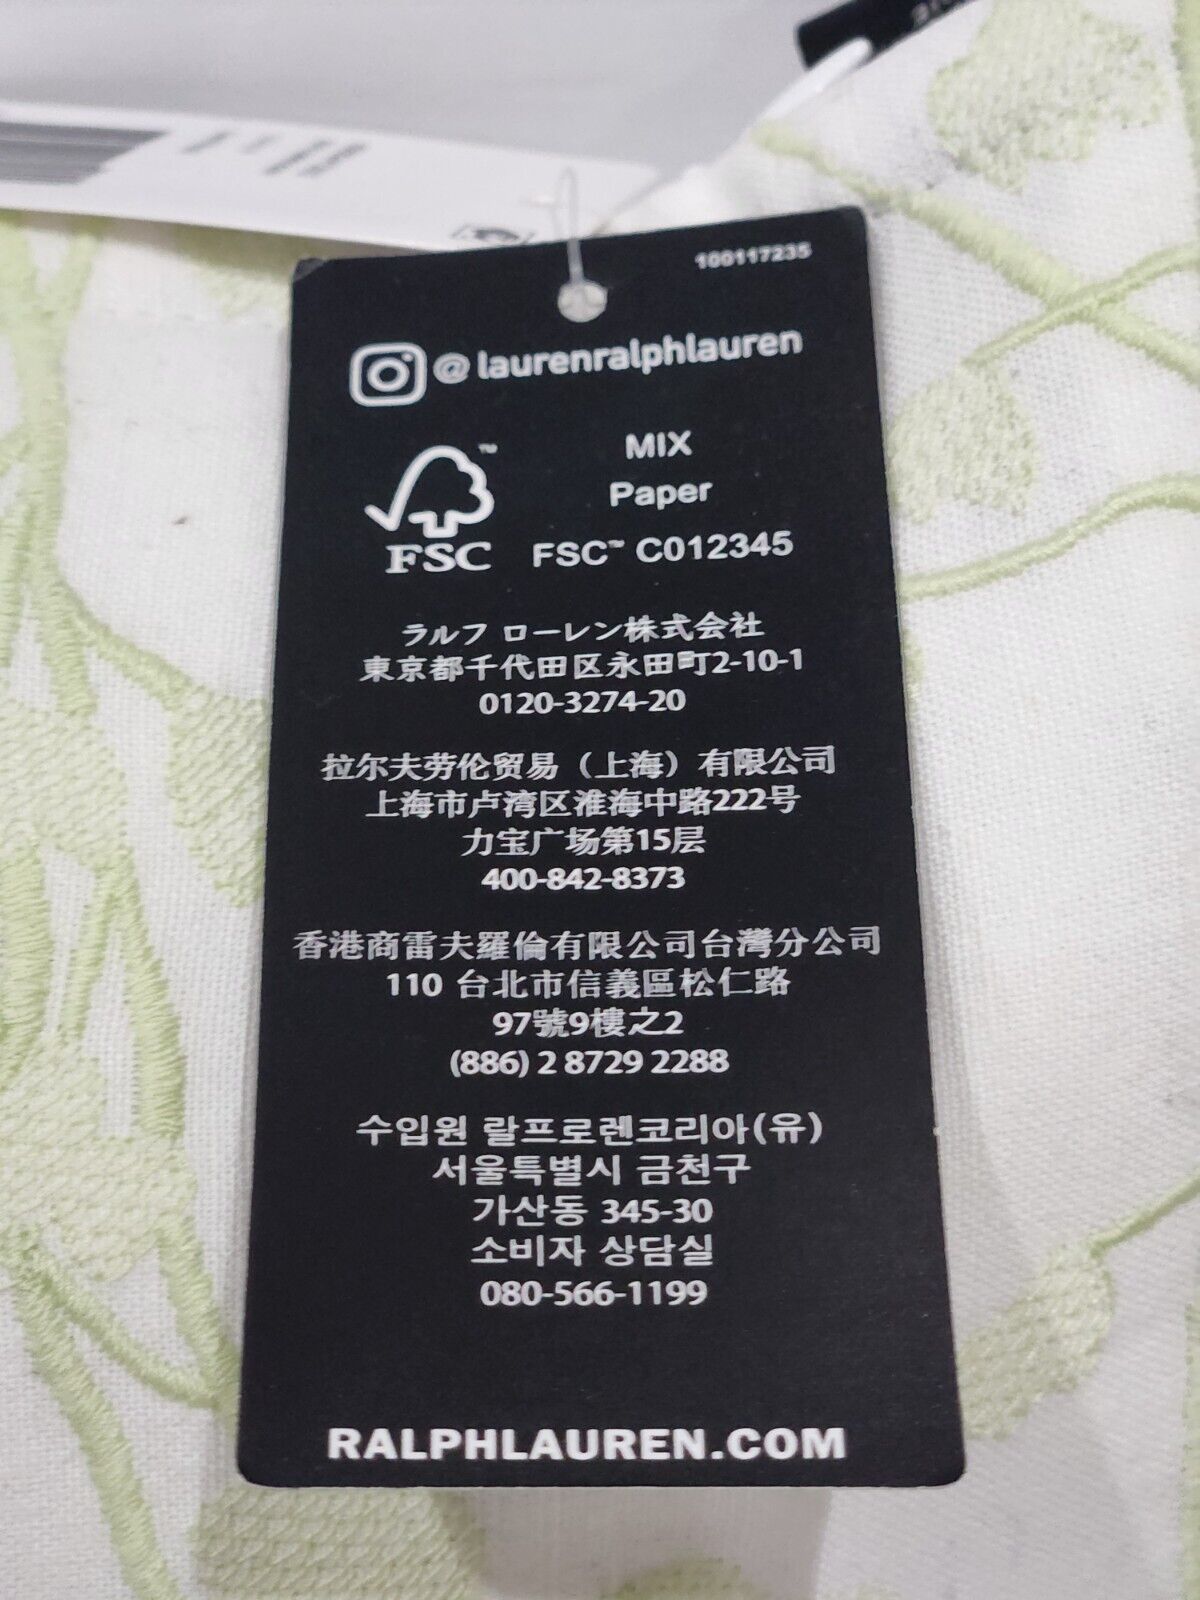 100117235
@laurenralphlauren
MIX
Paper
FSC™ C012345
™
FSC
ラルフ ローレン株式会社
東京都千代田区永田町2-10-1
0120-3274-20
拉尔夫劳伦贸易（上海）有限公司
上海市卢湾区淮海中路222号
力宝广场第15层
400-842-8373
香港商雷夫羅倫有限公司台灣分公司
110 台北市信義區松仁路
97號9樓之2
(886) 2 8729 2288
수입원 랄프로렌코리아(유)
서울특별시 금천구
가산동 345-30
소비자 상담실
080-566-1199
RALPHLAUREN.COM